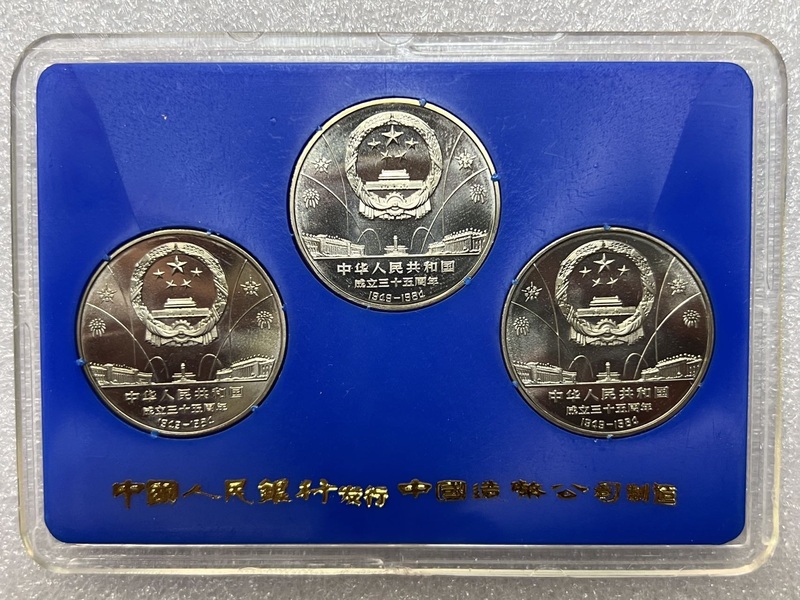 中华人民共和国
成立三十五周年
1949-1984
中华人民共和国
成立三十五周年
1949-1984
中华人民共和国
成立三十五周年
1949-1984
中國人民銀行发行 中國造幣公司制造